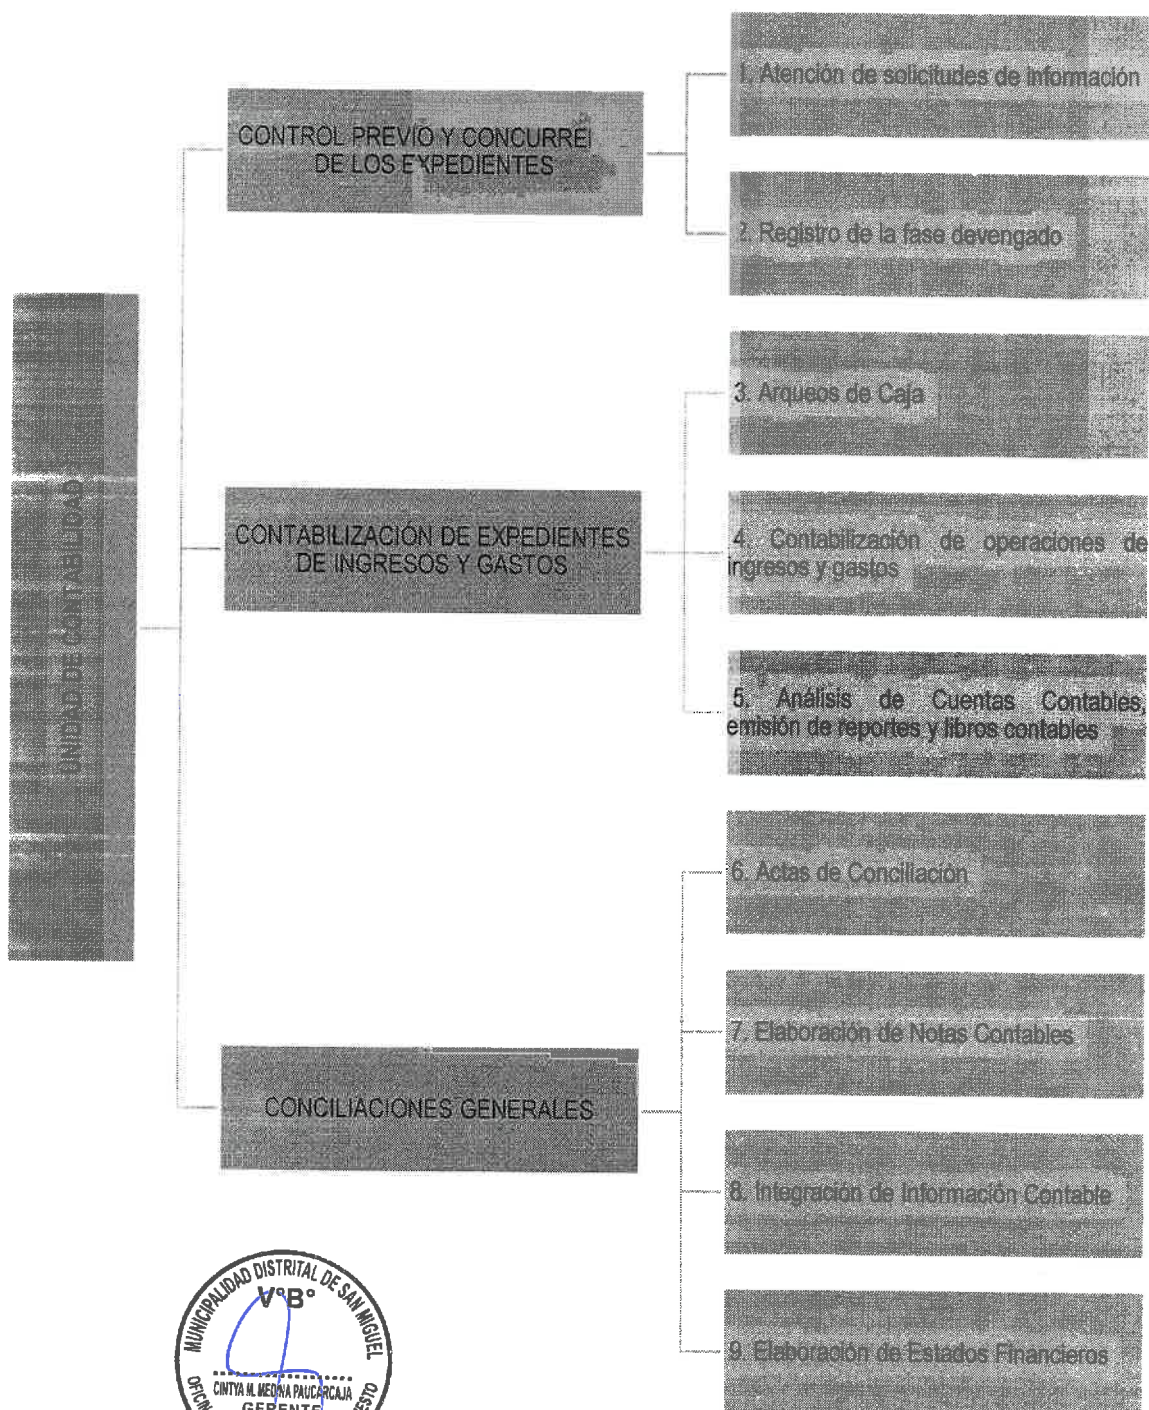 UNIDAD DE CONTABILIDAD
CONTROL PREVIO Y CONCURREI
DE LOS EXPEDIENTES
1. Atención de solicitudes de información
2. Registro de la fase devengado
CONTABILIZACIÓN DE EXPEDIENTES
DE INGRESOS Y GASTOS
3. Arqueos de Caja
4. Contabilización de operaciones de
ingresos y gastos
5. Análisis de Cuentas Contables,
emisión de reportes y libros contables
CONCILIACIONES GENERALES
6. Actas de Conciliación
7. Elaboración de Notas Contables
8. Integración de Información Contable
9. Elaboración de Estados Financieros
MUNICIPALIDAD DISTRITAL DE SAN MIGUEL
V°B°
CINTYA M. MEDINA PAUCARCAJA
GERENTE